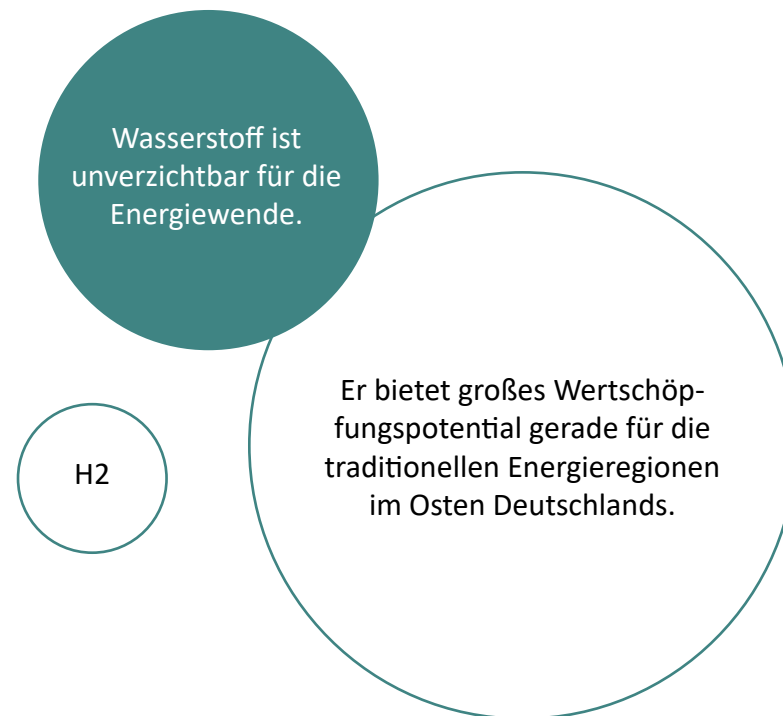 Wasserstoff ist
unverzichtbar für die
Energiewende.
Er bietet großes Wertschöp-
fungspotential gerade für die
traditionellen Energieregionen
im Osten Deutschlands.
H2